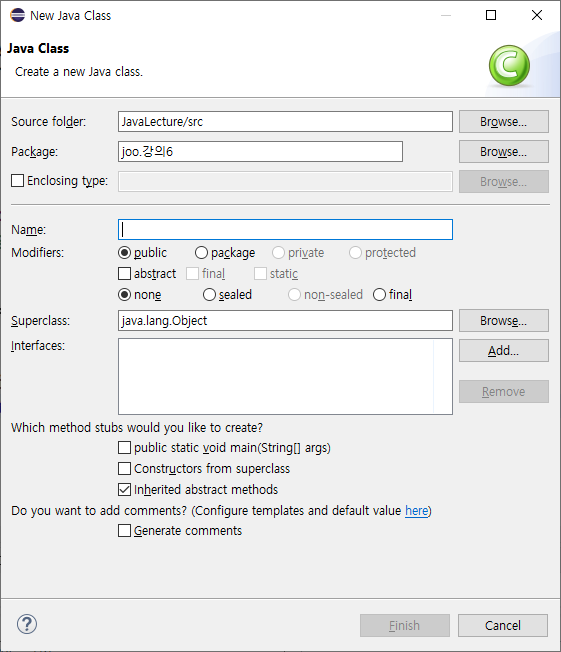 New Java Class
Java Class
Create a new Java class.
C
Source folder: JavaLecture/src Browse...
Package: joo.강의6 Browse...
Enclosing type: Browse...
Name:
Modifiers: public package private protected
abstract final static
none sealed non-sealed final
Superclass: java.lang.Object Browse...
Interfaces: Add...
Remove
Which method stubs would you like to create?
public static void main(String[] args)
Constructors from superclass
Inherited abstract methods
Do you want to add comments? (Configure templates and default value here)
Generate comments
? Finish Cancel